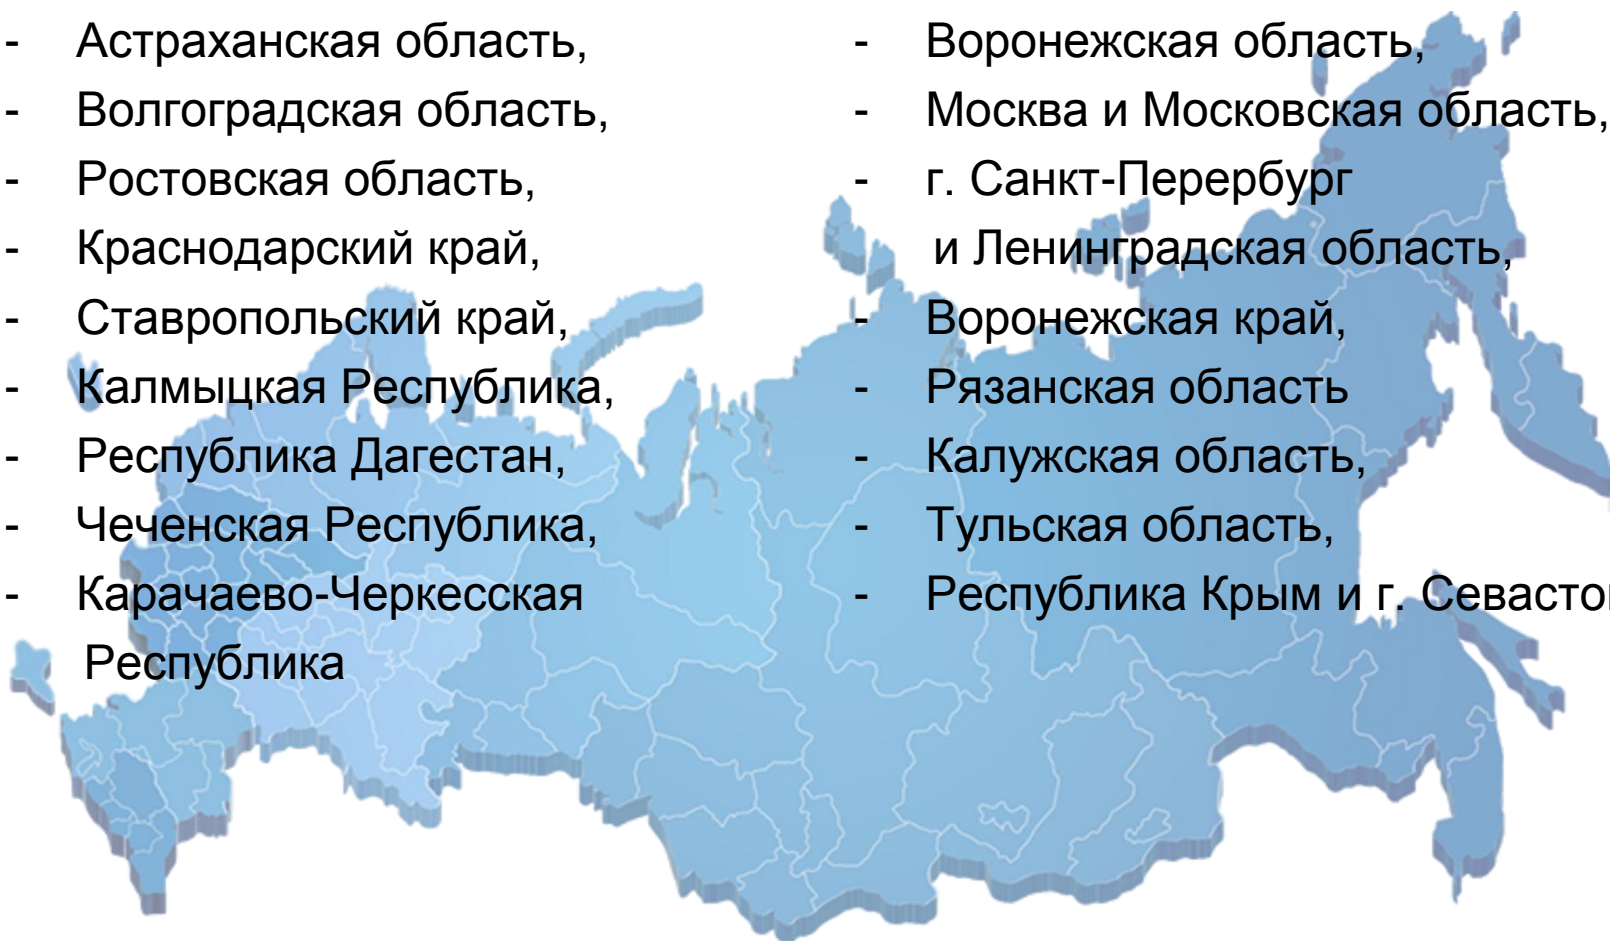 - Астраханская область,
- Волгоградская область,
- Ростовская область,
- Краснодарский край,
- Ставропольский край,
- Калмыцкая Республика,
- Республика Дагестан,
- Чеченская Республика,
- Карачаево-Черкесская
Республика
- Воронежская область,
- Москва и Московская область,
- г. Санкт-Перербург
и Ленинградская область,
- Воронежская край,
- Рязанская область
- Калужская область,
- Тульская область,
- Республика Крым и г.